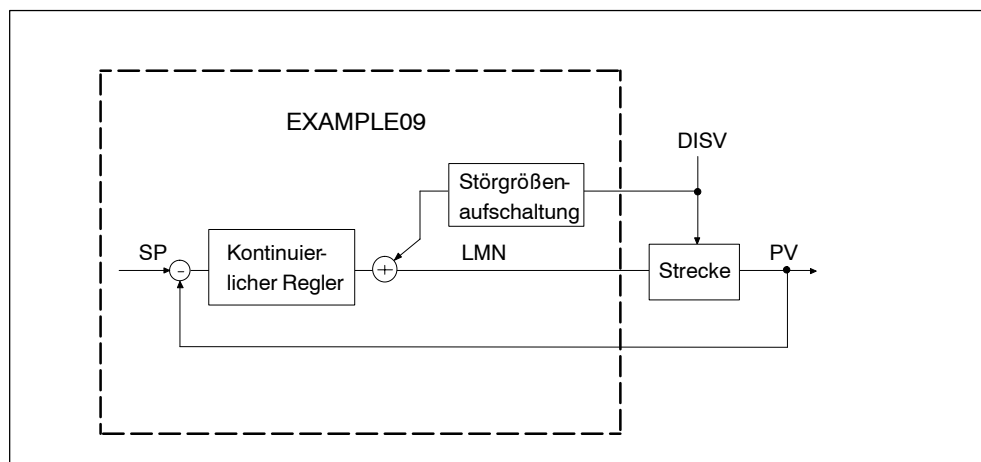 EXAMPLE09
DISV
Störgrößen-
aufschaltung
SP
-
Kontinuier-
licher Regler
+
LMN
Strecke
PV